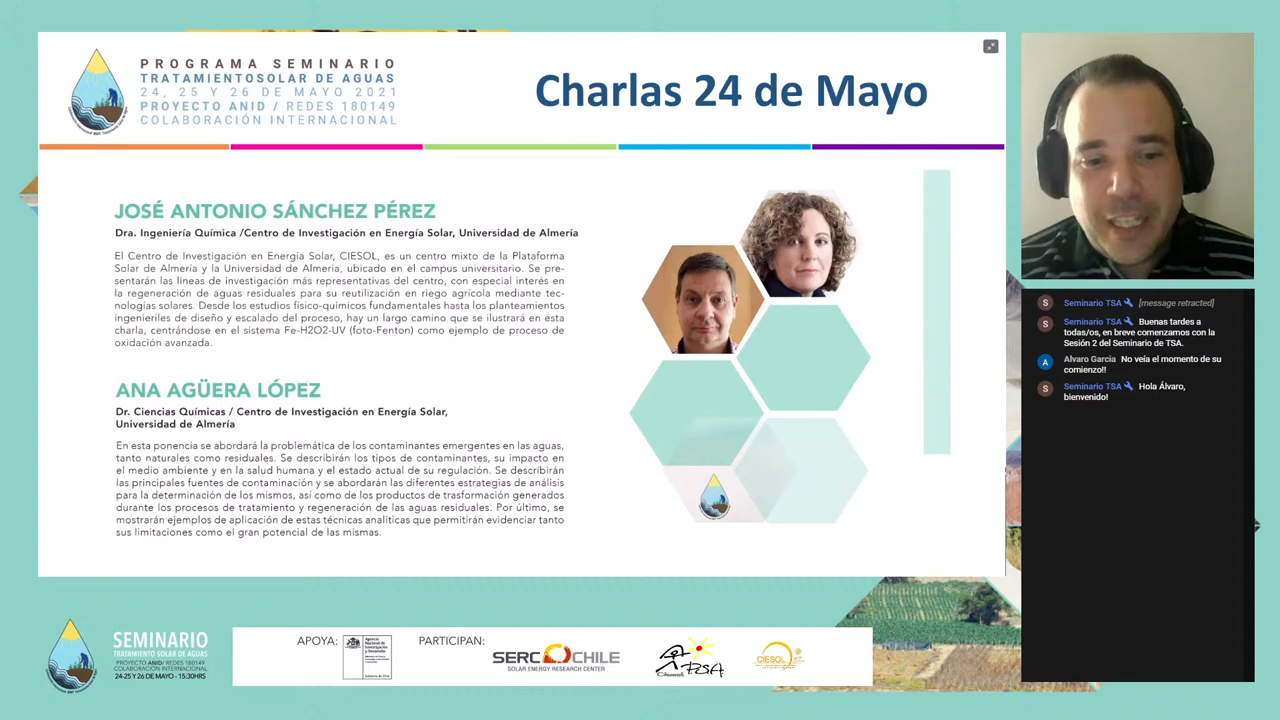 PROGRAMA SEMINARIO
TRATAMIENTOSOLAR DE AGUAS
24, 25 Y 26 DE MAYO 2021
PROYECTO ANID / REDES 180149
COLABORACIÓN INTERNACIONAL
Charlas 24 de Mayo
JOSÉ ANTONIO SÁNCHEZ PÉREZ
Dra. Ingeniería Química /Centro de Investigación en Energía Solar, Universidad de Almería
El Centro de Investigación en Energía Solar, CIESOL, es un centro mixto de la Plataforma
Solar de Almería y la Universidad de Almería, ubicado en el campus universitario. Se pre-
sentarán las líneas de investigación más representativas del centro, con especial interés en
la regeneración de aguas residuales para su reutilización en riego agrícola mediante tec-
nologías solares. Desde los estudios físico-químicos fundamentales hasta los planteamientos
ingenieriles de diseño y escalado del proceso, hay un largo camino que se ilustrará en esta
charla, centrándose en el sistema Fe-H2O2-UV (foto-Fenton) como ejemplo de proceso de
oxidación avanzada.
ANA AGÜERA LÓPEZ
Dr. Ciencias Químicas / Centro de Investigación en Energía Solar,
Universidad de Almería
En esta ponencia se abordará la problemática de los contaminantes emergentes en las aguas,
tanto naturales como residuales. Se describirán los tipos de contaminantes, su impacto en
el medio ambiente y en la salud humana y el estado actual de su regulación. Se describirán
las principales fuentes de contaminación y se abordarán las diferentes estrategias de análisis
para la determinación de los mismos, así como de los productos de trasformación generados
durante los procesos de tratamiento y regeneración de las aguas residuales. Por último, se
mostrarán ejemplos de aplicación de estas técnicas analíticas que permitirán evidenciar tanto
sus limitaciones como el gran potencial de las mismas.
S Seminario TSA [message retracted]
S Seminario TSA Buenas tardes a
todas/os, en breve comenzamos con la
Sesión 2 del Seminario de TSA.
A Alvaro Garcia No veía el momento de su
comienzo!!
S Seminario TSA Hola Álvaro,
bienvenido!
SEMINARIO
TRATAMIENTO SOLAR DE AGUAS
PROYECTO ANID/ REDES 180149
COLABORACIÓN INTERNACIONAL
24-25 Y 26 DE MAYO - 15:30HRS
APOYA:
Agencia
Nacional de
Investigación
y Desarrollo
PARTICIPAN:
SERC CHILE
SOLAR ENERGY RESEARCH CENTER
PSA
CIESOL